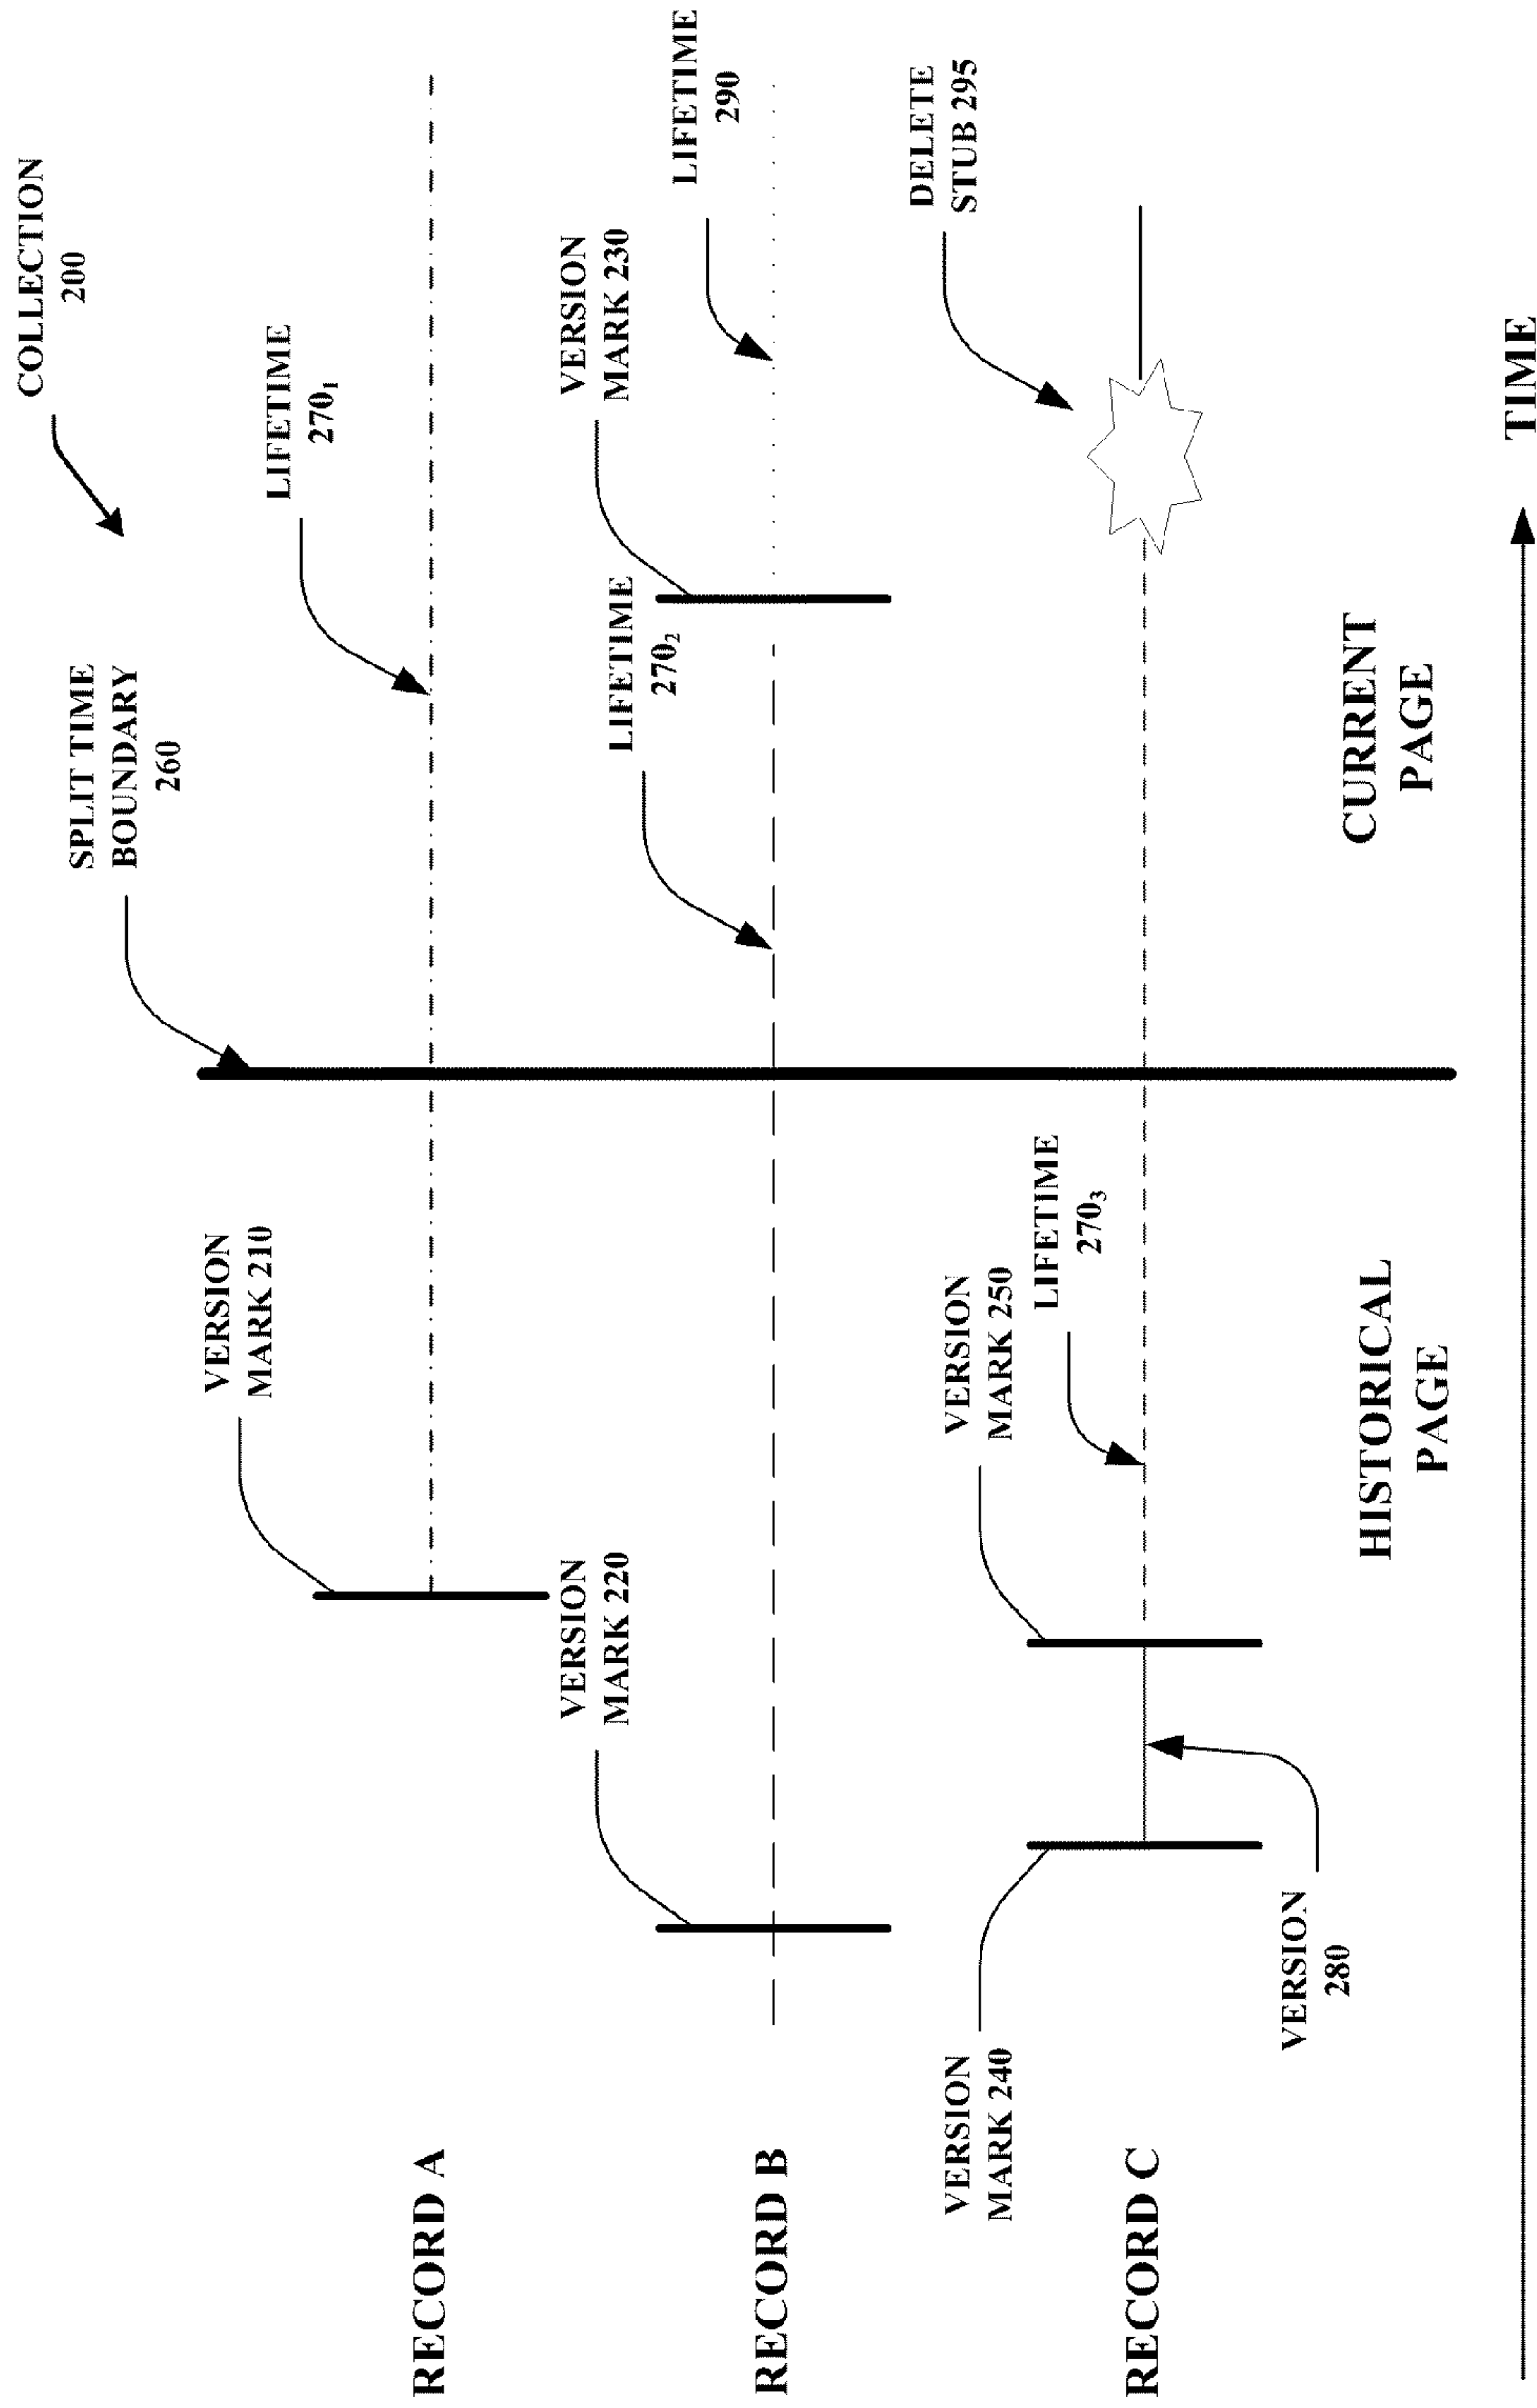 COLLECTION
200
SPLIT TIME
BOUNDARY
260
LIFETIME
270₁
VERSION
MARK 210
RECORD A
LIFETIME
290
VERSION
MARK 230
LIFETIME
270₂
VERSION
MARK 220
RECORD B
DELETE
STUB 295
LIFETIME
270₃
VERSION
MARK 250
VERSION
MARK 240
RECORD C
VERSION
280
HISTORICAL
PAGE
CURRENT
PAGE
TIME